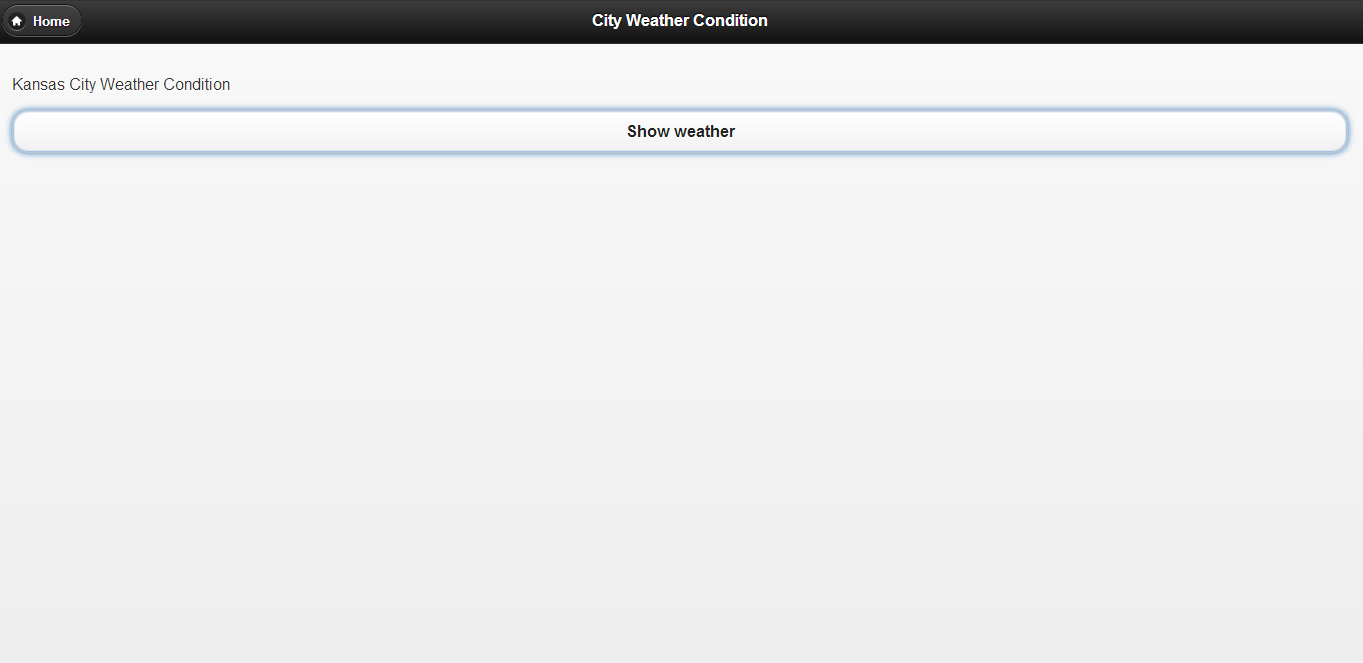 Home
City Weather Condition
Kansas City Weather Condition
Show weather